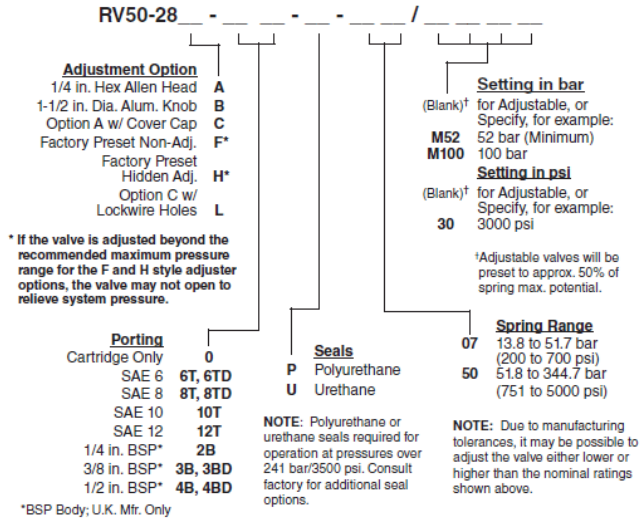 RV50-28__ - __ __ - __ - __ __ / __ __ __ __
Adjustment Option
1/4 in. Hex Allen Head A
1-1/2 in. Dia. Alum. Knob B
Option A w/ Cover Cap C
Factory Preset Non-Adj. F*
Factory Preset
Hidden Adj. H*
Option C w/
Lockwire Holes L
* If the valve is adjusted beyond the
recommended maximum pressure
range for the F and H style adjuster
options, the valve may not open to
relieve system pressure.
Porting
Cartridge Only 0
SAE 6 6T, 6TD
SAE 8 8T, 8TD
SAE 10 10T
SAE 12 12T
1/4 in. BSP* 2B
3/8 in. BSP* 3B, 3BD
1/2 in. BSP* 4B, 4BD
*BSP Body; U.K. Mfr. Only
Seals
P Polyurethane
U Urethane
NOTE: Polyurethane or
urethane seals required for
operation at pressures over
241 bar/3500 psi. Consult
factory for additional seal
options.
Setting in bar
(Blank)† for Adjustable, or
Specify, for example:
M52 52 bar (Minimum)
M100 100 bar
Setting in psi
(Blank)† for Adjustable, or
Specify, for example:
30 3000 psi
†Adjustable valves will be
preset to approx. 50% of
spring max. potential.
Spring Range
07 13.8 to 51.7 bar
(200 to 700 psi)
50 51.8 to 344.7 bar
(751 to 5000 psi)
NOTE: Due to manufacturing
tolerances, it may be possible to
adjust the valve either lower or
higher than the nominal ratings
shown above.